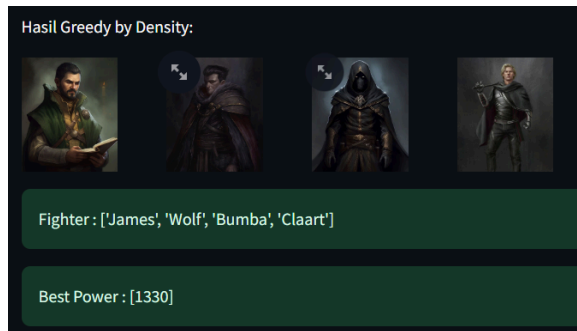 Hasil Greedy by Density:
Fighter : ['James', 'Wolf', 'Bumba', 'Claart']
Best Power : [1330]